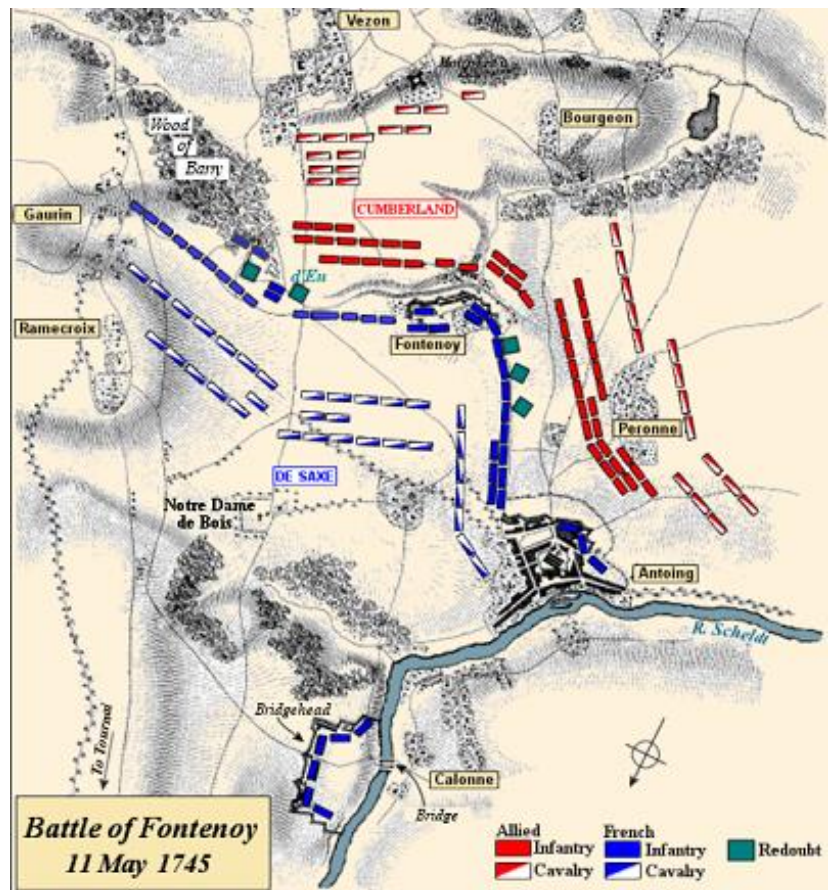 Vezon
Bourgeon
Wood
of
Barry
CUMBERLAND
Gaurin
d'Eu
Ramecroix
Fontenoy
Peronne
DE SAXE
Notre Dame
de Bois
Antoing
R. Scheldt
Bridgehead
To Tournai
Calonne
Bridge
Battle of Fontenoy
11 May 1745
Allied
Infantry
Cavalry
French
Infantry
Cavalry
Redoubt